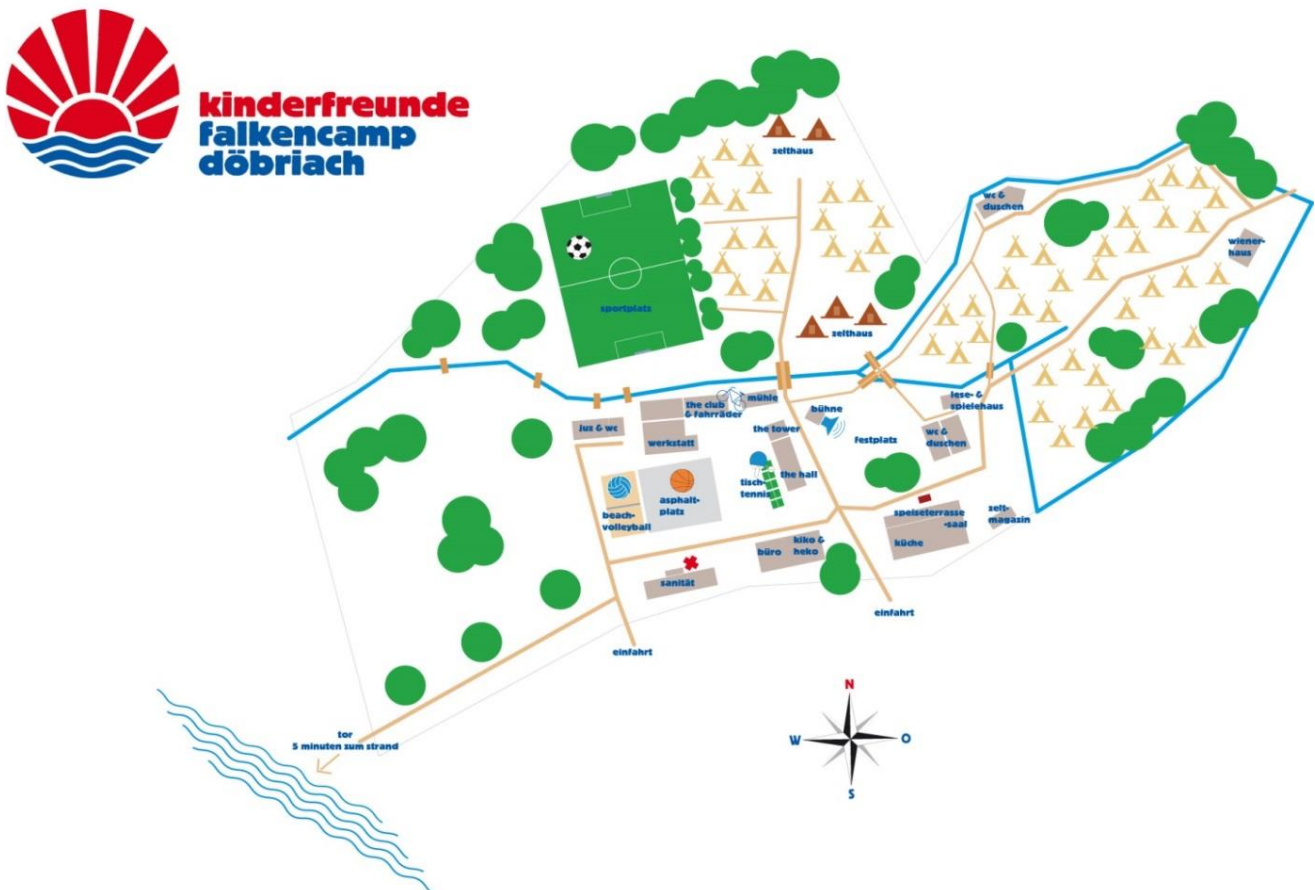 kinderfreunde
falkencamp
döbriach
zelthaus
wc &
duschen
wiener-
haus
sportplatz
zelthaus
the club
& fahrräder
mühle
bühne
lese- &
spielehaus
juz & wc
werkstatt
the tower
festplatz
wc &
duschen
the hall
tisch-
tennis
asphalt-
platz
beach-
volleyball
speiseterrasse
-saal
zelt-
magazin
küche
büro
kiko &
heko
sanität
einfahrt
einfahrt
tor
5 minuten zum strand
N
W
O
S